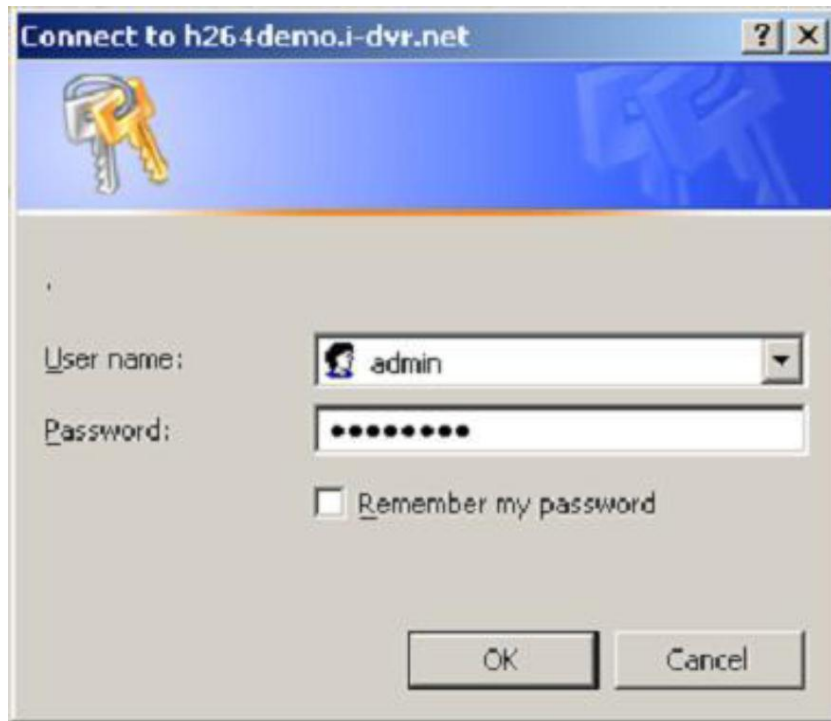 Connect to h264demo.i-dvr.net
User name:
admin
Password:
••••••••
Remember my password
OK
Cancel